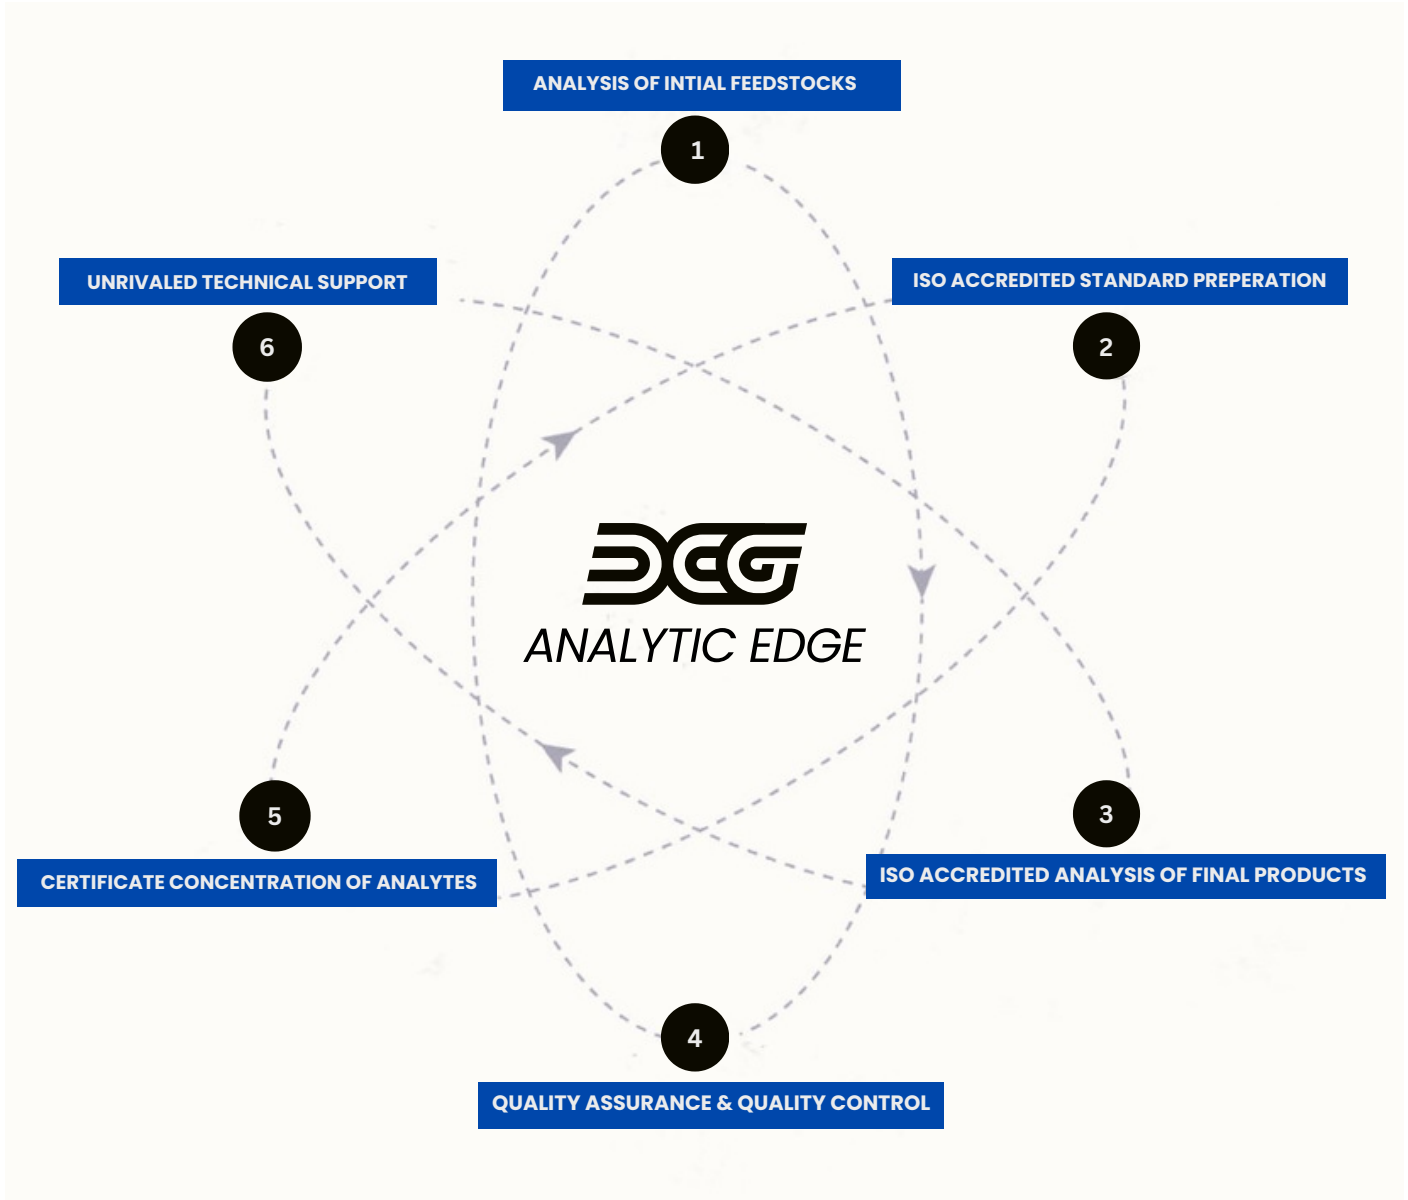 ANALYSIS OF INTIAL FEEDSTOCKS
1
UNRIVALED TECHNICAL SUPPORT
6
ISO ACCREDITED STANDARD PREPERATION
2
ANALYTIC EDGE
5
CERTIFICATE CONCENTRATION OF ANALYTES
3
ISO ACCREDITED ANALYSIS OF FINAL PRODUCTS
4
QUALITY ASSURANCE & QUALITY CONTROL